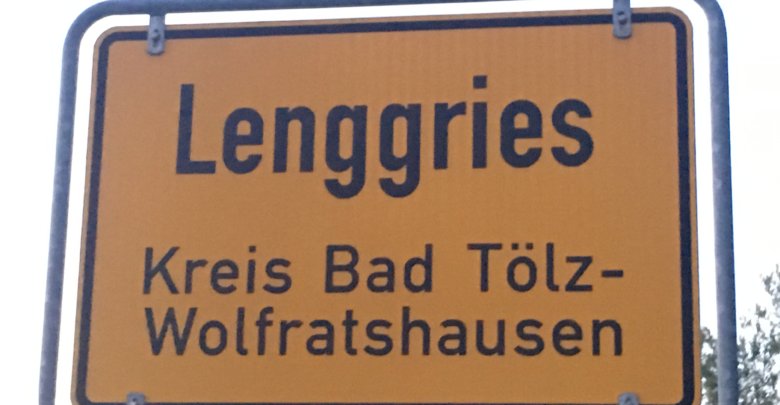 Lenggries
Kreis Bad Tölz-
Wolfratshausen